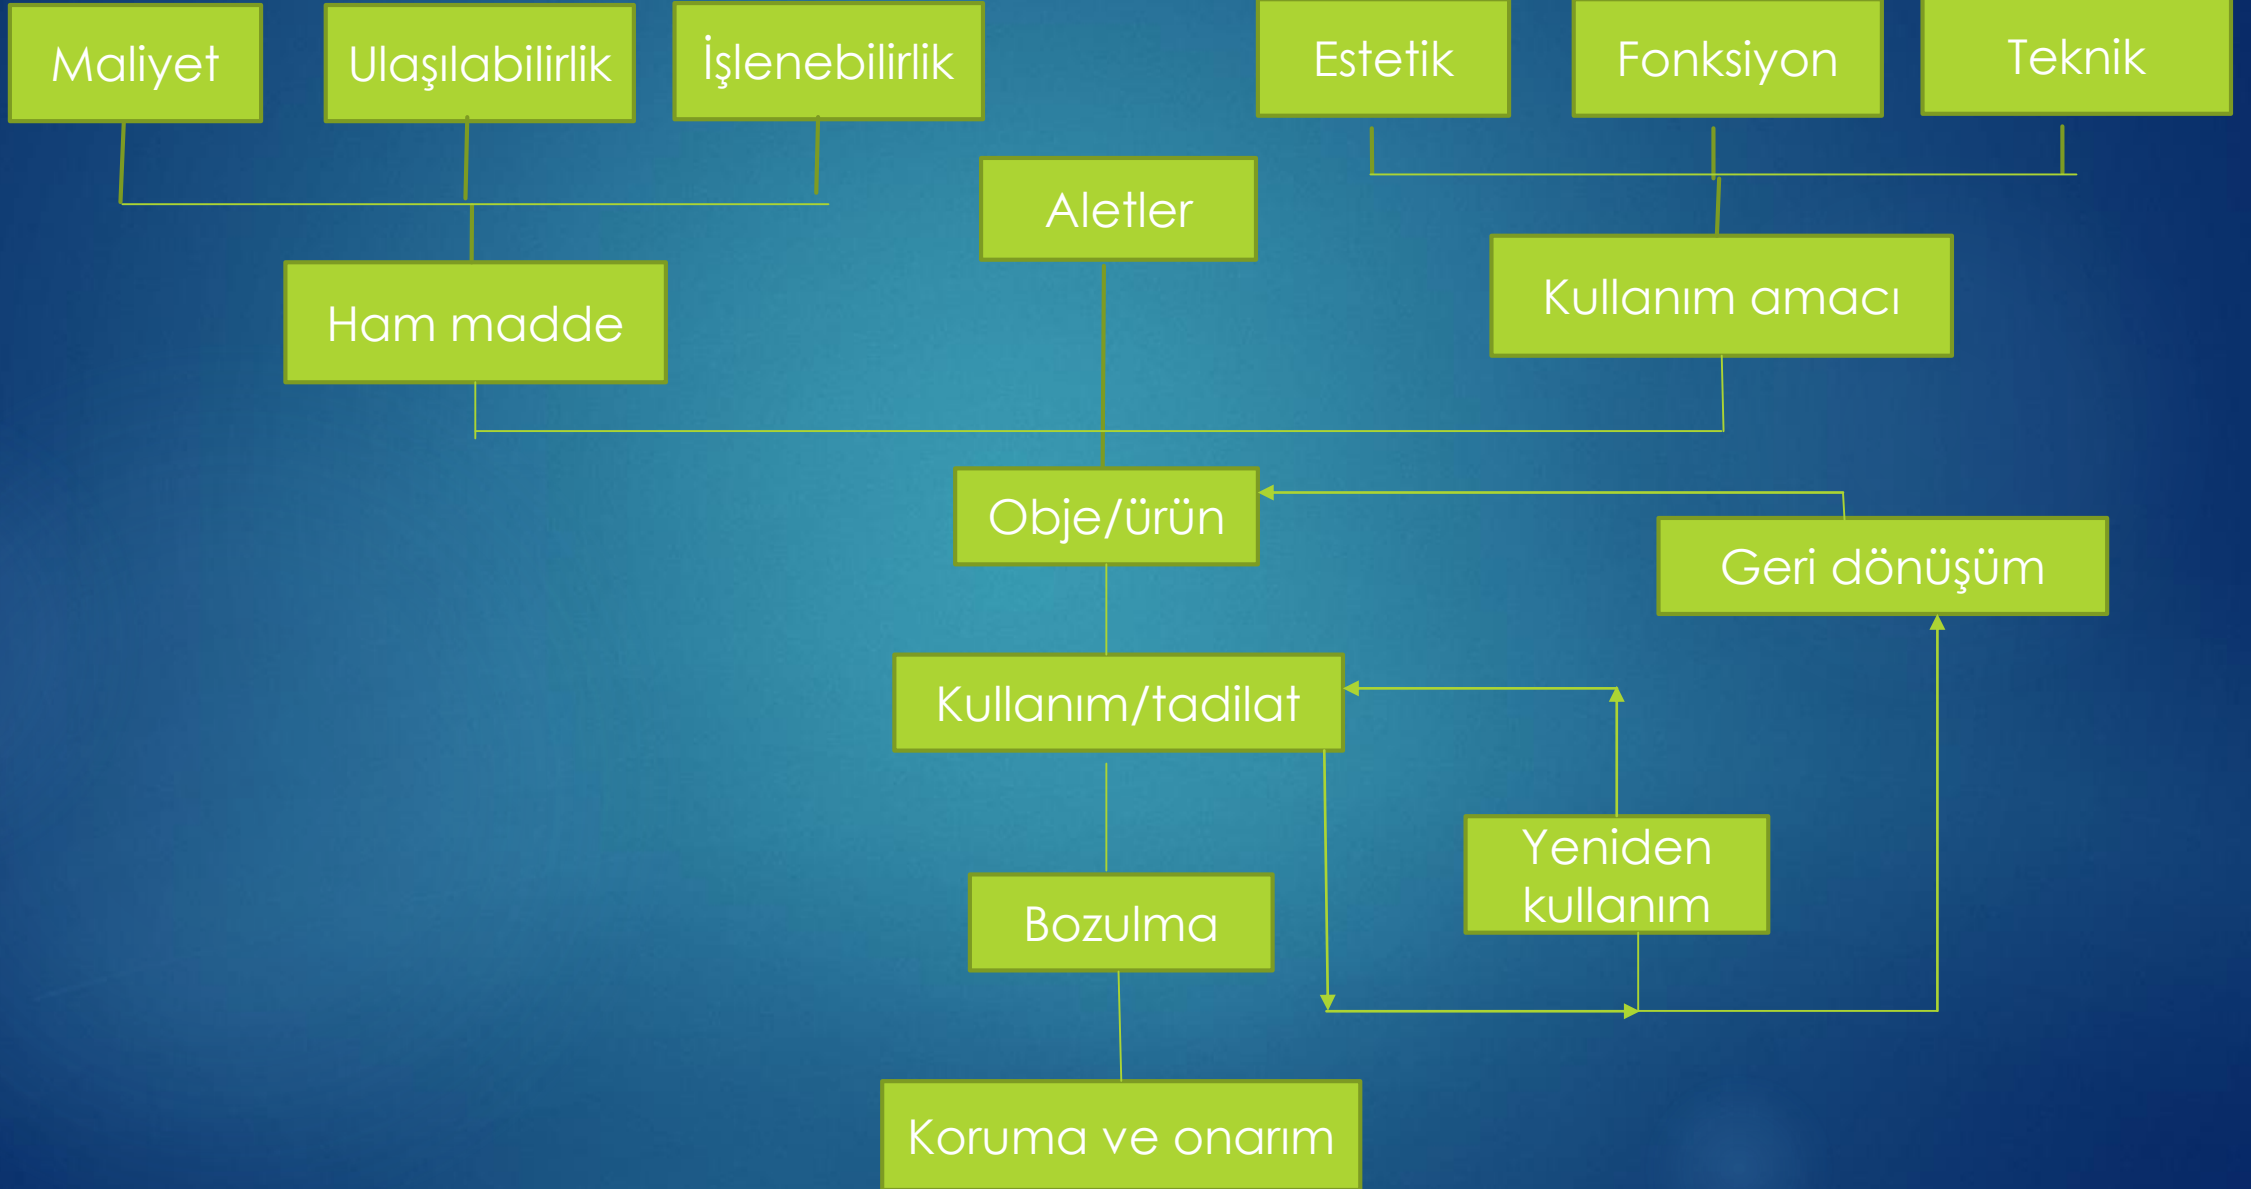 Maliyet
Ulaşılabilirlik
İşlenebilirlik
Estetik
Fonksiyon
Teknik
Aletler
Ham madde
Kullanım amacı
Obje/ürün
Geri dönüşüm
Kullanım/tadilat
Yeniden
kullanım
Bozulma
Koruma ve onarım